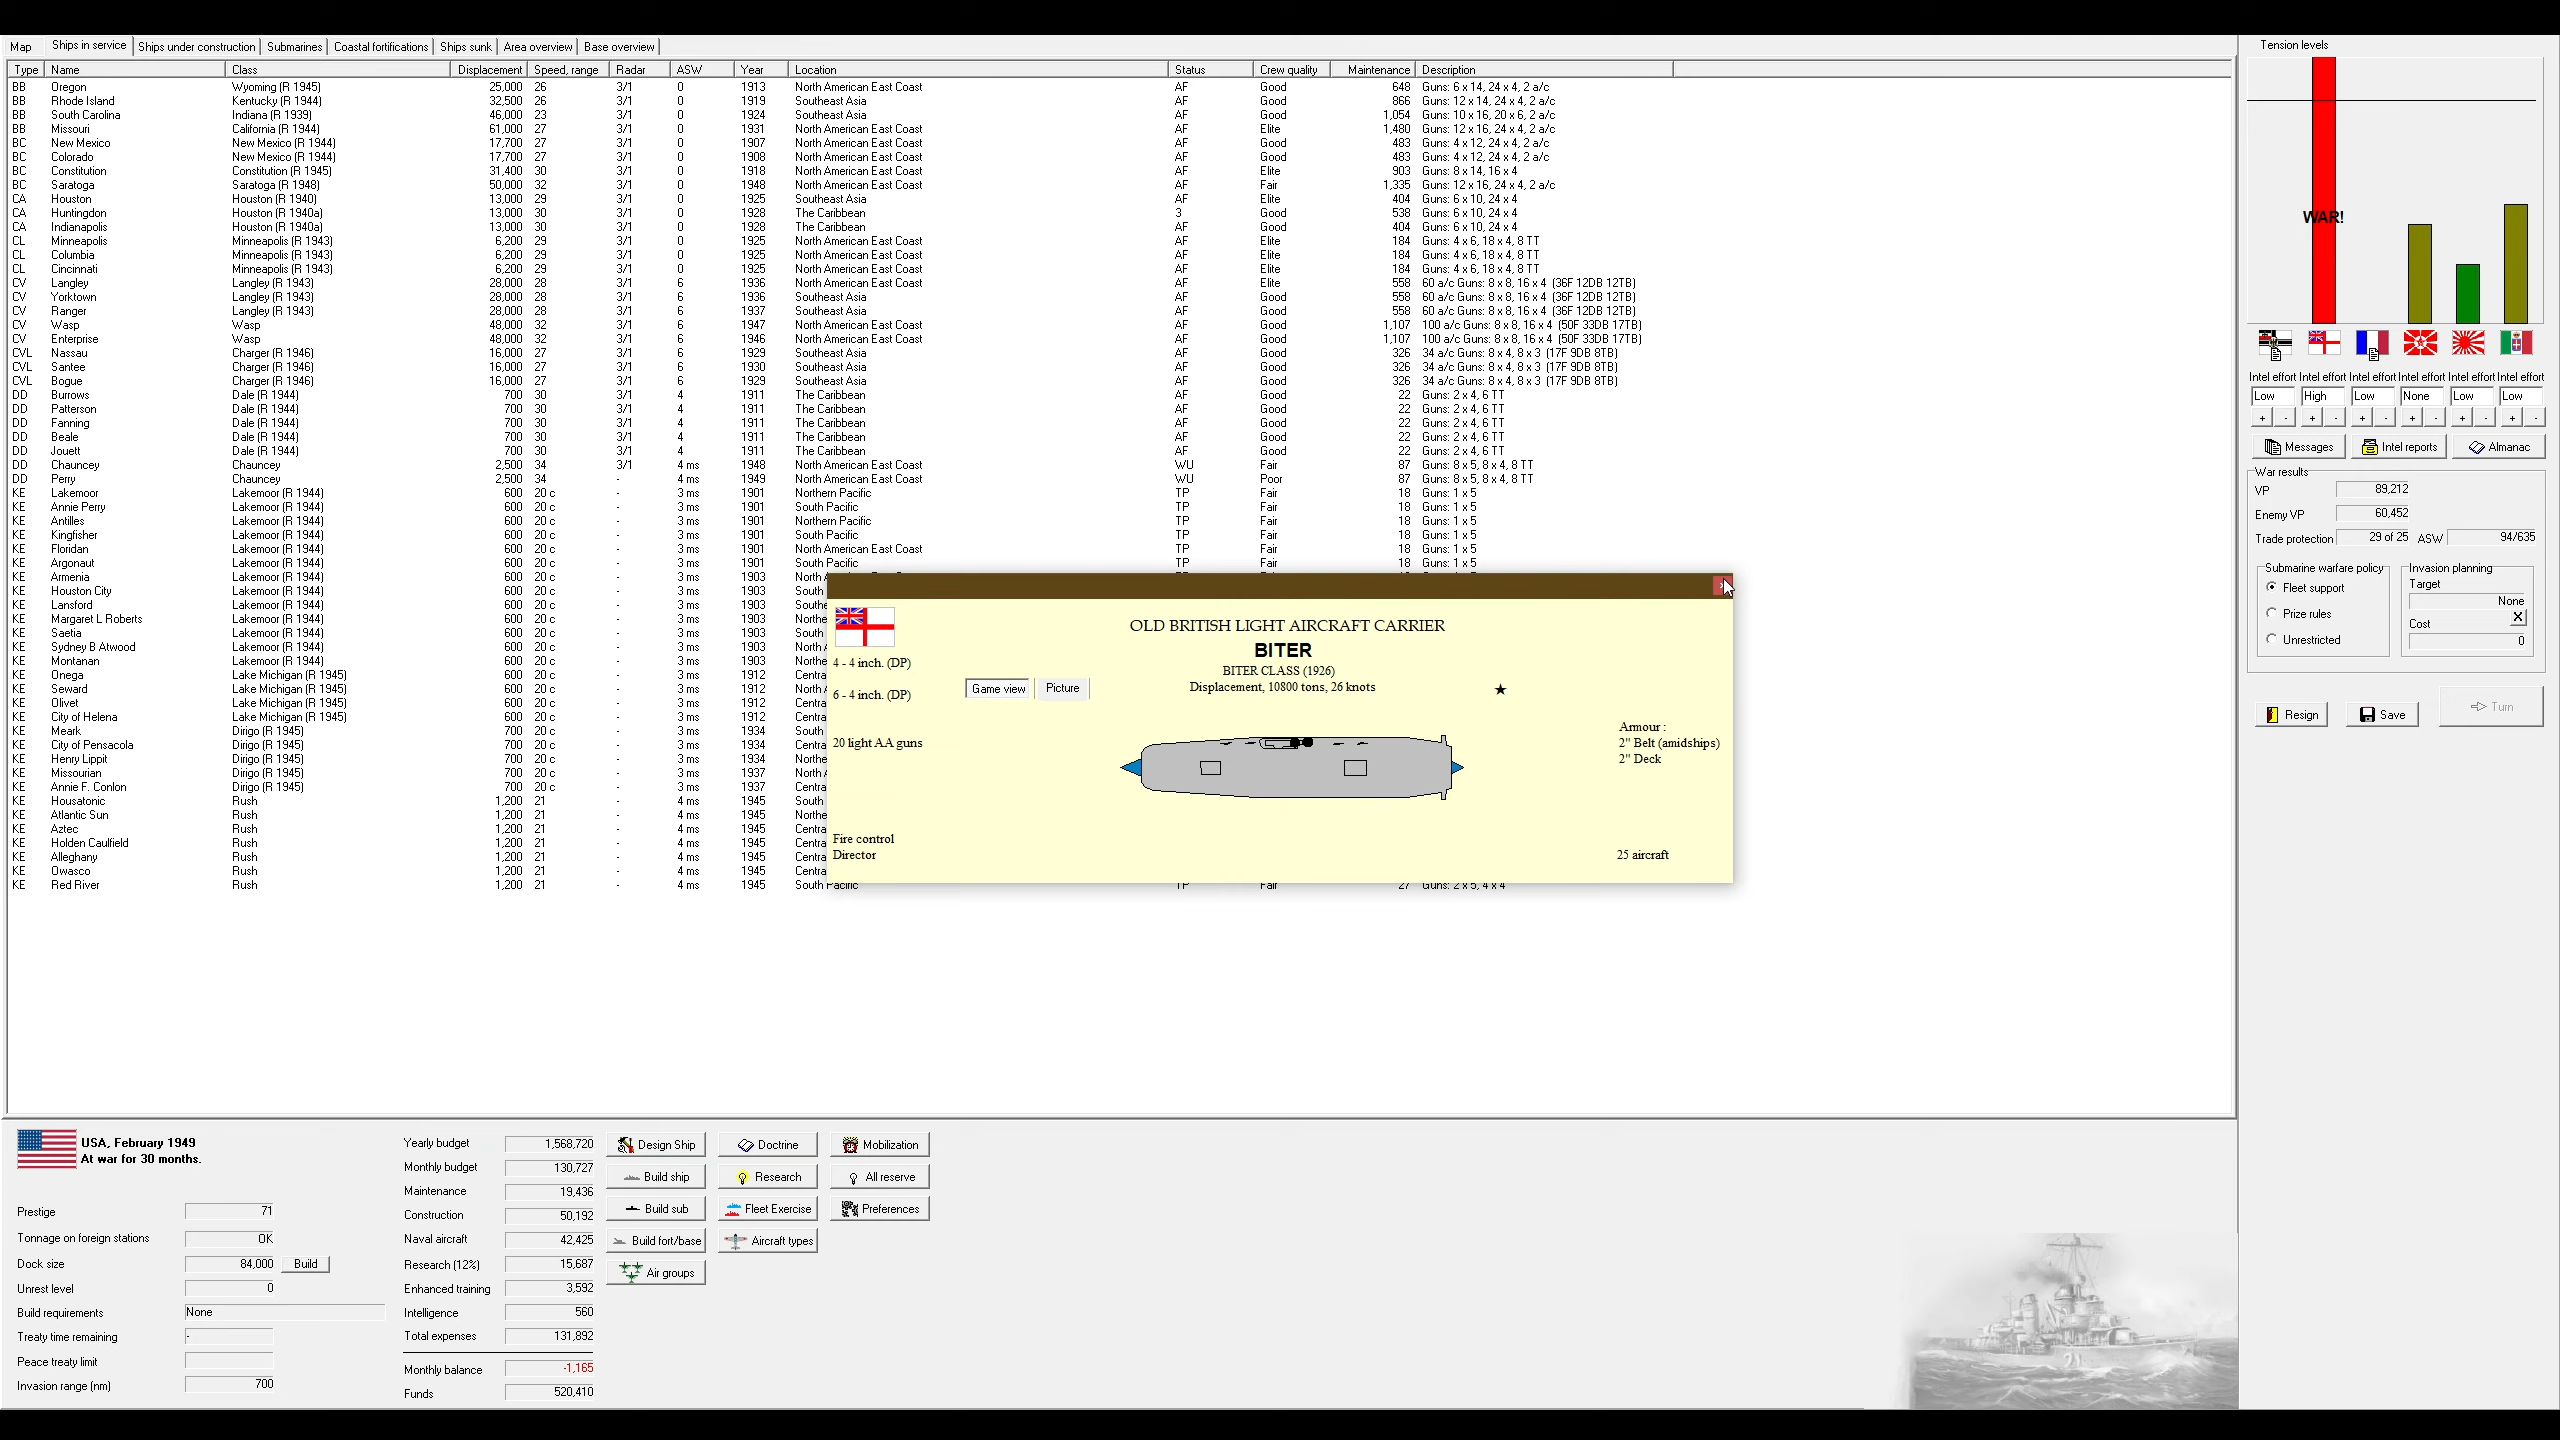 Map Ships in service Ships under construction Submarines Coastal fortifications Ships sunk Area overview Base overview
Type Name Class Displacement Speed, range Radar ASW Year Location Status Crew quality Maintenance Description
BB Oregon Wyoming (R 1945) 25,000 26 3/1 0 1913 North American East Coast AF Good 648 Guns: 6 x 14, 24 x 4, 2 a/c
BB Rhode Island Kentucky (R 1944) 32,500 26 3/1 0 1919 Southeast Asia AF Good 866 Guns: 12 x 14, 24 x 4, 2 a/c
BB South Carolina Indiana (R 1939) 46,000 23 3/1 0 1924 Southeast Asia AF Good 1,054 Guns: 10 x 16, 20 x 6, 2 a/c
BB Missouri California (R 1944) 61,000 27 3/1 0 1931 North American East Coast AF Elite 1,480 Guns: 12 x 16, 24 x 4, 2 a/c
BC New Mexico New Mexico (R 1944) 17,700 27 3/1 0 1907 North American East Coast AF Good 483 Guns: 4 x 12, 24 x 4, 2 a/c
BC Colorado New Mexico (R 1944) 17,700 27 3/1 0 1908 North American East Coast AF Good 483 Guns: 4 x 12, 24 x 4, 2 a/c
BC Constitution Constitution (R 1945) 31,400 30 3/1 0 1918 North American East Coast AF Elite 903 Guns: 8 x 14, 16 x 4
BC Saratoga Saratoga (R 1948) 50,000 32 3/1 0 1948 North American East Coast AF Fair 1,335 Guns: 12 x 16, 24 x 4, 2 a/c
CA Houston Houston (R 1940) 13,000 29 3/1 0 1925 Southeast Asia AF Elite 404 Guns: 6 x 10, 24 x 4
CA Huntingdon Houston (R 1940a) 13,000 30 3/1 0 1928 The Caribbean 3 Good 538 Guns: 6 x 10, 24 x 4
CA Indianapolis Houston (R 1940a) 13,000 30 3/1 0 1928 The Caribbean AF Good 404 Guns: 6 x 10, 24 x 4
CL Minneapolis Minneapolis (R 1943) 6,200 29 3/1 0 1925 North American East Coast AF Elite 184 Guns: 4 x 6, 18 x 4, 8 TT
CL Columbia Minneapolis (R 1943) 6,200 29 3/1 0 1925 North American East Coast AF Elite 184 Guns: 4 x 6, 18 x 4, 8 TT
CL Cincinnati Minneapolis (R 1943) 6,200 29 3/1 0 1925 North American East Coast AF Elite 184 Guns: 4 x 6, 18 x 4, 8 TT
CV Langley Langley (R 1943) 28,000 28 3/1 6 1936 North American East Coast AF Elite 558 60 a/c Guns: 8 x 8, 16 x 4 (36F 12DB 12TB)
CV Yorktown Langley (R 1943) 28,000 28 3/1 6 1936 Southeast Asia AF Good 558 60 a/c Guns: 8 x 8, 16 x 4 (36F 12DB 12TB)
CV Ranger Langley (R 1943) 28,000 28 3/1 6 1937 Southeast Asia AF Good 558 60 a/c Guns: 8 x 8, 16 x 4 (36F 12DB 12TB)
CV Wasp Wasp 48,000 32 3/1 6 1947 North American East Coast AF Good 1,107 100 a/c Guns: 8 x 8, 16 x 4 (50F 33DB 17TB)
CV Enterprise Wasp 48,000 32 3/1 6 1946 North American East Coast AF Good 1,107 100 a/c Guns: 8 x 8, 16 x 4 (50F 33DB 17TB)
CVL Nassau Charger (R 1946) 16,000 27 3/1 6 1929 Southeast Asia AF Good 326 34 a/c Guns: 8 x 4, 8 x 3 (17F 9DB 8TB)
CVL Santee Charger (R 1946) 16,000 27 3/1 6 1930 Southeast Asia AF Good 326 34 a/c Guns: 8 x 4, 8 x 3 (17F 9DB 8TB)
CVL Bogue Charger (R 1946) 16,000 27 3/1 6 1929 Southeast Asia AF Good 326 34 a/c Guns: 8 x 4, 8 x 3 (17F 9DB 8TB)
DD Burrows Dale (R 1944) 700 30 3/1 4 1911 The Caribbean AF Good 22 Guns: 2 x 4, 6 TT
DD Patterson Dale (R 1944) 700 30 3/1 4 1911 The Caribbean AF Good 22 Guns: 2 x 4, 6 TT
DD Fanning Dale (R 1944) 700 30 3/1 4 1911 The Caribbean AF Good 22 Guns: 2 x 4, 6 TT
DD Beale Dale (R 1944) 700 30 3/1 4 1911 The Caribbean AF Good 22 Guns: 2 x 4, 6 TT
DD Jouett Dale (R 1944) 700 30 3/1 4 1911 The Caribbean AF Good 22 Guns: 2 x 4, 6 TT
DD Chauncey Chauncey 2,500 34 3/1 4 ms 1948 North American East Coast WU Fair 87 Guns: 8 x 5, 8 x 4, 8 TT
DD Perry Chauncey 2,500 34 - 4 ms 1949 North American East Coast WU Poor 87 Guns: 8 x 5, 8 x 4, 8 TT
KE Lakemoor Lakemoor (R 1944) 600 20 c - 3 ms 1901 Northern Pacific TP Fair 18 Guns: 1 x 5
KE Annie Perry Lakemoor (R 1944) 600 20 c - 3 ms 1901 South Pacific TP Fair 18 Guns: 1 x 5
KE Antilles Lakemoor (R 1944) 600 20 c - 3 ms 1901 Northern Pacific TP Fair 18 Guns: 1 x 5
KE Kingfisher Lakemoor (R 1944) 600 20 c - 3 ms 1901 South Pacific TP Fair 18 Guns: 1 x 5
KE Floridan Lakemoor (R 1944) 600 20 c - 3 ms 1901 North American East Coast TP Fair 18 Guns: 1 x 5
KE Argonaut Lakemoor (R 1944) 600 20 c - 3 ms 1901 South Pacific TP Fair 18 Guns: 1 x 5
KE Armenia Lakemoor (R 1944) 600 20 c - 3 ms 1903 North
KE Houston City Lakemoor (R 1944) 600 20 c - 3 ms 1903 North
KE Lansford Lakemoor (R 1944) 600 20 c - 3 ms 1903 Southe
KE Margaret L Roberts Lakemoor (R 1944) 600 20 c - 3 ms 1903 North
KE Saetia Lakemoor (R 1944) 600 20 c - 3 ms 1903 South
KE Sydney B Atwood Lakemoor (R 1944) 600 20 c - 3 ms 1903 North
KE Montanan Lakemoor (R 1944) 600 20 c - 3 ms 1903 North
KE Onega Lake Michigan (R 1945) 600 20 c - 3 ms 1912 Centra
KE Seward Lake Michigan (R 1945) 600 20 c - 3 ms 1912 North
KE Olivet Lake Michigan (R 1945) 600 20 c - 3 ms 1912 Centra
KE City of Helena Lake Michigan (R 1945) 600 20 c - 3 ms 1912 Centra
KE Meark Dirigo (R 1945) 700 20 c - 3 ms 1934 South
KE City of Pensacola Dirigo (R 1945) 700 20 c - 3 ms 1934 Centra
KE Henry Lippit Dirigo (R 1945) 700 20 c - 3 ms 1934 North
KE Missourian Dirigo (R 1945) 700 20 c - 3 ms 1937 North
KE Annie F. Conlon Dirigo (R 1945) 700 20 c - 3 ms 1937 Centra
KE Housatonic Rush 1,200 21 - 4 ms 1945 South
KE Atlantic Sun Rush 1,200 21 - 4 ms 1945 Northe
KE Aztec Rush 1,200 21 - 4 ms 1945 Centra
KE Holden Caulfield Rush 1,200 21 - 4 ms 1945 Centra
KE Alleghany Rush 1,200 21 - 4 ms 1945 Centra
KE Owasco Rush 1,200 21 - 4 ms 1945 Centra
KE Red River Rush 1,200 21 - 4 ms 1945 South Pacific TP Fair 27 Guns: 2 x 5, 4 x 4
OLD BRITISH LIGHT AIRCRAFT CARRIER
BITER
BITER CLASS (1926)
Displacement, 10800 tons, 26 knots
4 - 4 inch. (DP)
6 - 4 inch. (DP)
Game view Picture
20 light AA guns
Armour :
2" Belt (amidships)
2" Deck
Fire control
Director
25 aircraft
Tension levels
WAR!
Intel effort Intel effort Intel effort Intel effort Intel effort Intel effort
Low High Low None Low Low
+ - + - + - + - + - + -
Messages Intel reports Almanac
War results
VP 89,212
Enemy VP 60,452
Trade protection 29 of 25 ASW 94/635
Submarine warfare policy
Fleet support
Prize rules
Unrestricted
Invasion planning
Target
None
Cost X
0
Resign Save Turn
USA, February 1949
At war for 30 months.
Prestige 71
Tonnage on foreign stations OK
Dock size 84,000 Build
Unrest level 0
Build requirements None
Treaty time remaining -
Peace treaty limit
Invasion range (nm) 700
Yearly budget 1,568,720
Monthly budget 130,727
Maintenance 19,436
Construction 50,192
Naval aircraft 42,425
Research (12%) 15,687
Enhanced training 3,592
Intelligence 560
Total expenses 131,892
Monthly balance -1,165
Funds 520,410
Design Ship Doctrine Mobilization
Build ship Research All reserve
Build sub Fleet Exercise Preferences
Build fort/base Aircraft types
Air groups